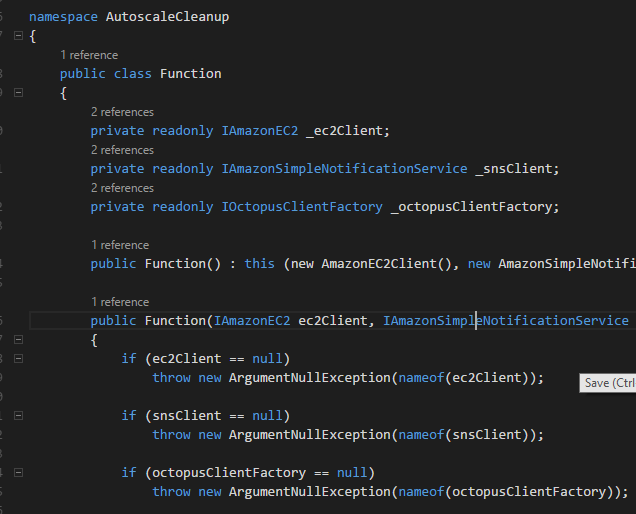 namespace AutoscaleCleanup
{
1 reference
public class Function
{
2 references
private readonly IAmazonEC2 _ec2Client;
2 references
private readonly IAmazonSimpleNotificationService _snsClient;
2 references
private readonly IOctopusClientFactory _octopusClientFactory;
1 reference
public Function() : this (new AmazonEC2Client(), new AmazonSimpleNotifi
1 reference
public Function(IAmazonEC2 ec2Client, IAmazonSimpleNotificationService
{
if (ec2Client == null)
throw new ArgumentNullException(nameof(ec2Client));
Save (Ctrl
if (snsClient == null)
throw new ArgumentNullException(nameof(snsClient));
if (octopusClientFactory == null)
throw new ArgumentNullException(nameof(octopusClientFactory));